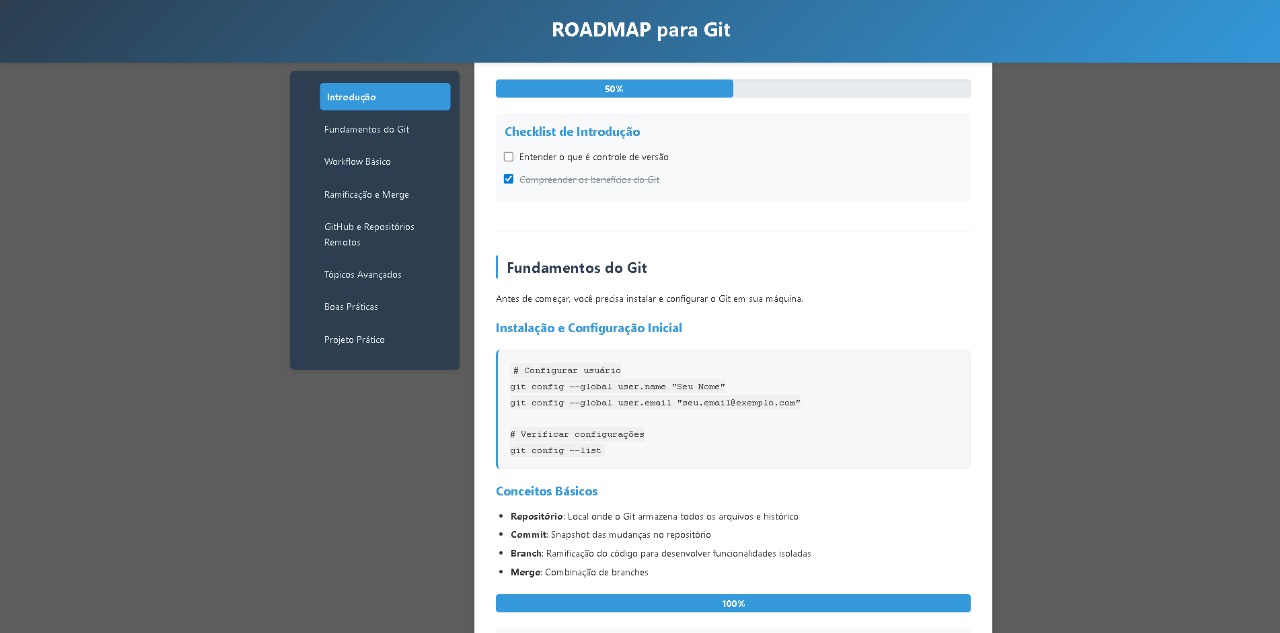 ROADMAP para Git
Introdução
Fundamentos do Git
Workflow Básico
Ramificação e Merge
GitHub e Repositórios
Remotos
Tópicos Avançados
Boas Práticas
Projeto Prático
50%
Checklist de Introdução
Entender o que é controle de versão
Compreender os benefícios do Git
Fundamentos do Git
Antes de começar, você precisa instalar e configurar o Git em sua máquina.
Instalação e Configuração Inicial
# Configurar usuário
git config --global user.name "Seu Nome"
git config --global user.email "seu.email@exemplo.com"
# Verificar configurações
git config --list
Conceitos Básicos
• Repositório: Local onde o Git armazena todos os arquivos e histórico
• Commit: Snapshot das mudanças no repositório
• Branch: Ramificação do código para desenvolver funcionalidades isoladas
• Merge: Combinação de branches
100%